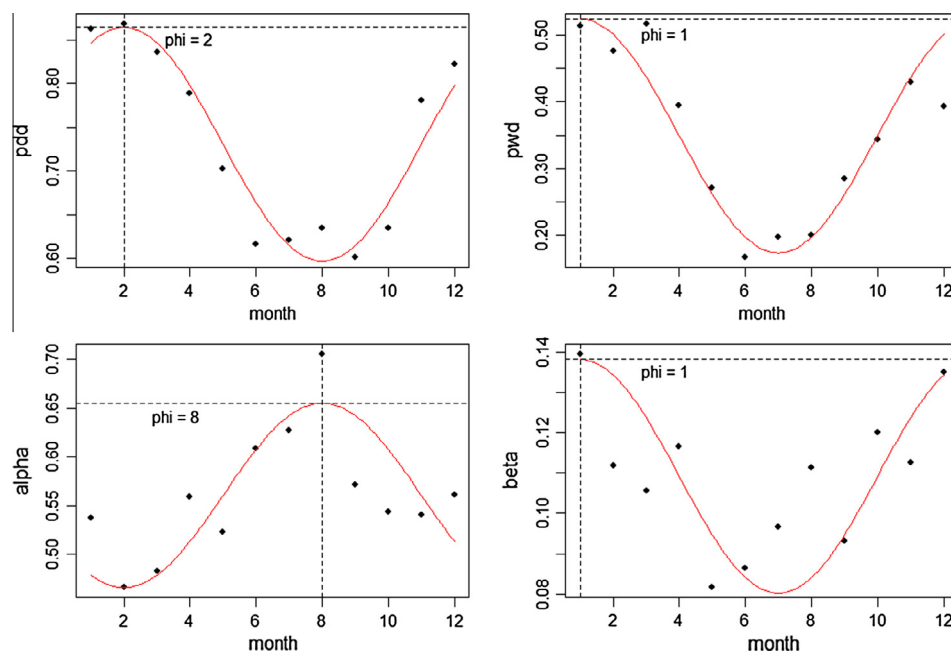 pdd
0.60 0.70 0.80
phi = 2
2 4 6 8 10 12
month
pwd
0.20 0.30 0.40 0.50
phi = 1
2 4 6 8 10 12
month
alpha
0.50 0.55 0.60 0.65 0.70
phi = 8
2 4 6 8 10 12
month
beta
0.08 0.10 0.12 0.14
phi = 1
2 4 6 8 10 12
month